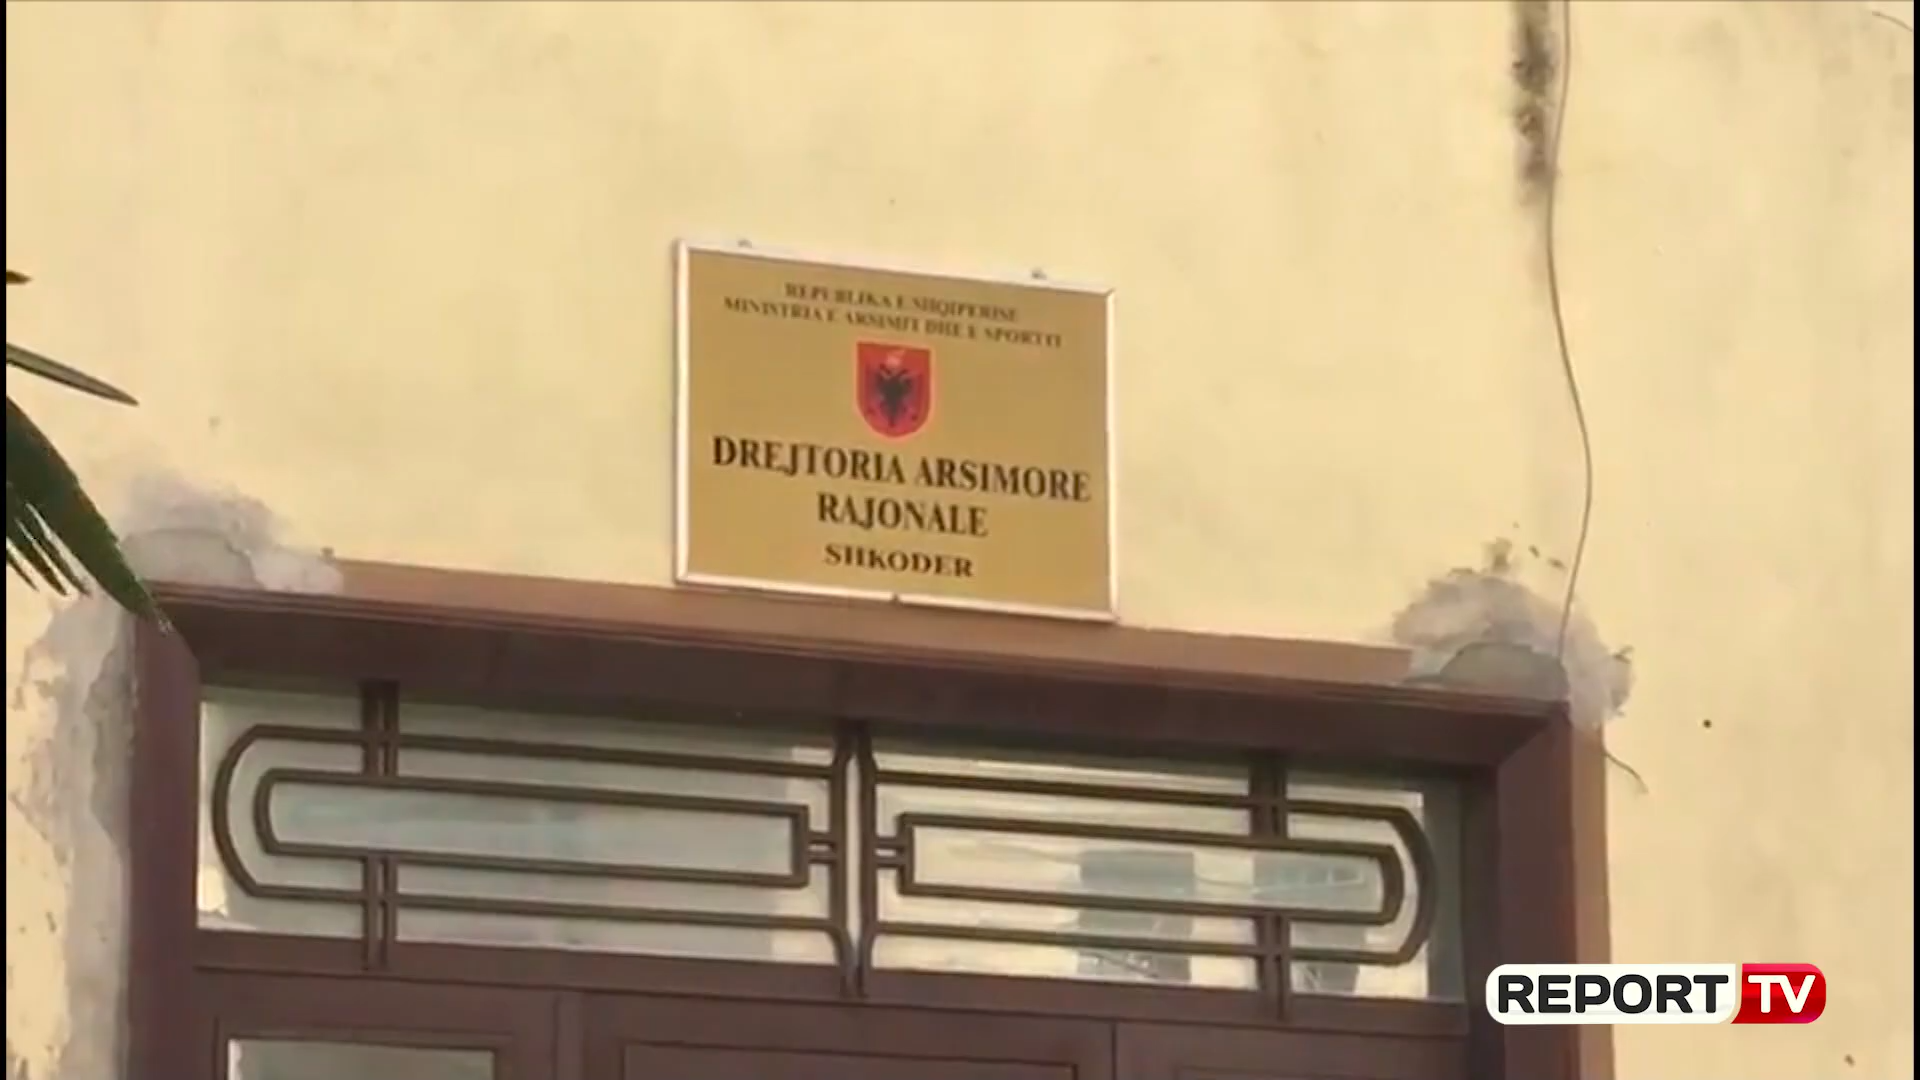 REPUBLIKA E SHQIPERISE
MINISTRIA E ARSIMIT DHE E SPORTIT
DREJTORIA ARSIMORE
RAJONALE
SHKODER
REPORT TV